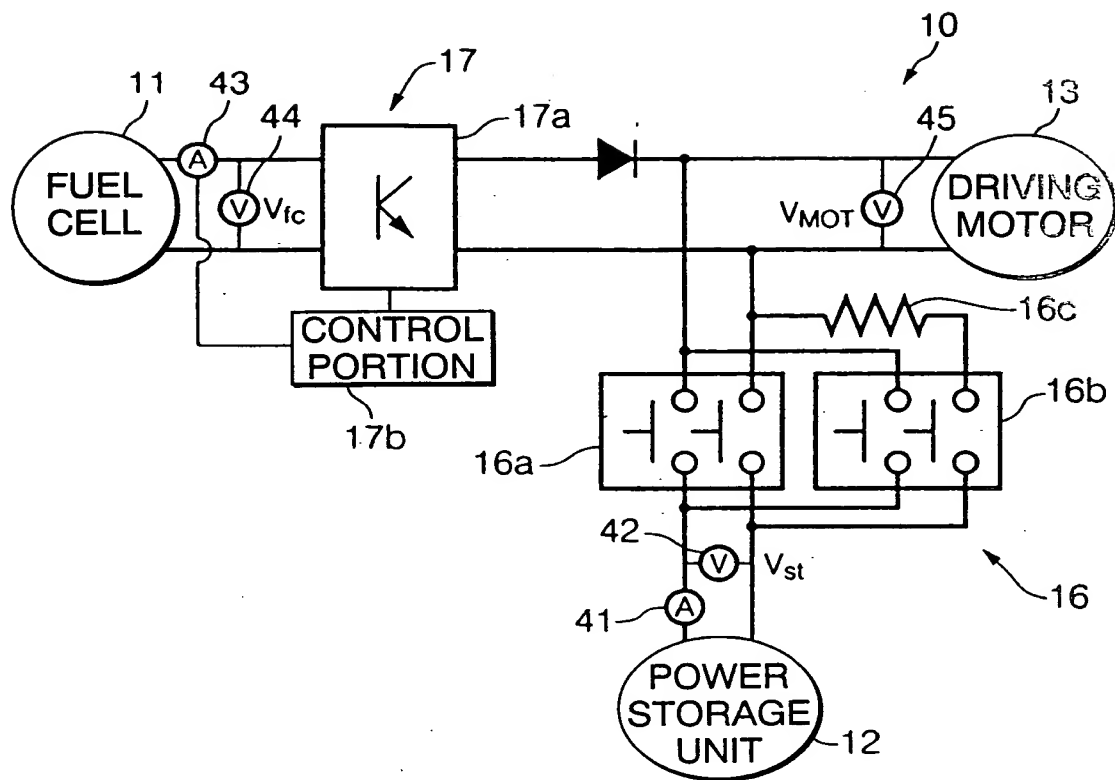 10
11
43
17
44
17a
45
13
A
FUEL
CELL
V
Vfc
VMOT
V
DRIVING
MOTOR
CONTROL
PORTION
17b
16c
16a
16b
42
V
Vst
41
A
16
POWER
STORAGE
UNIT
12